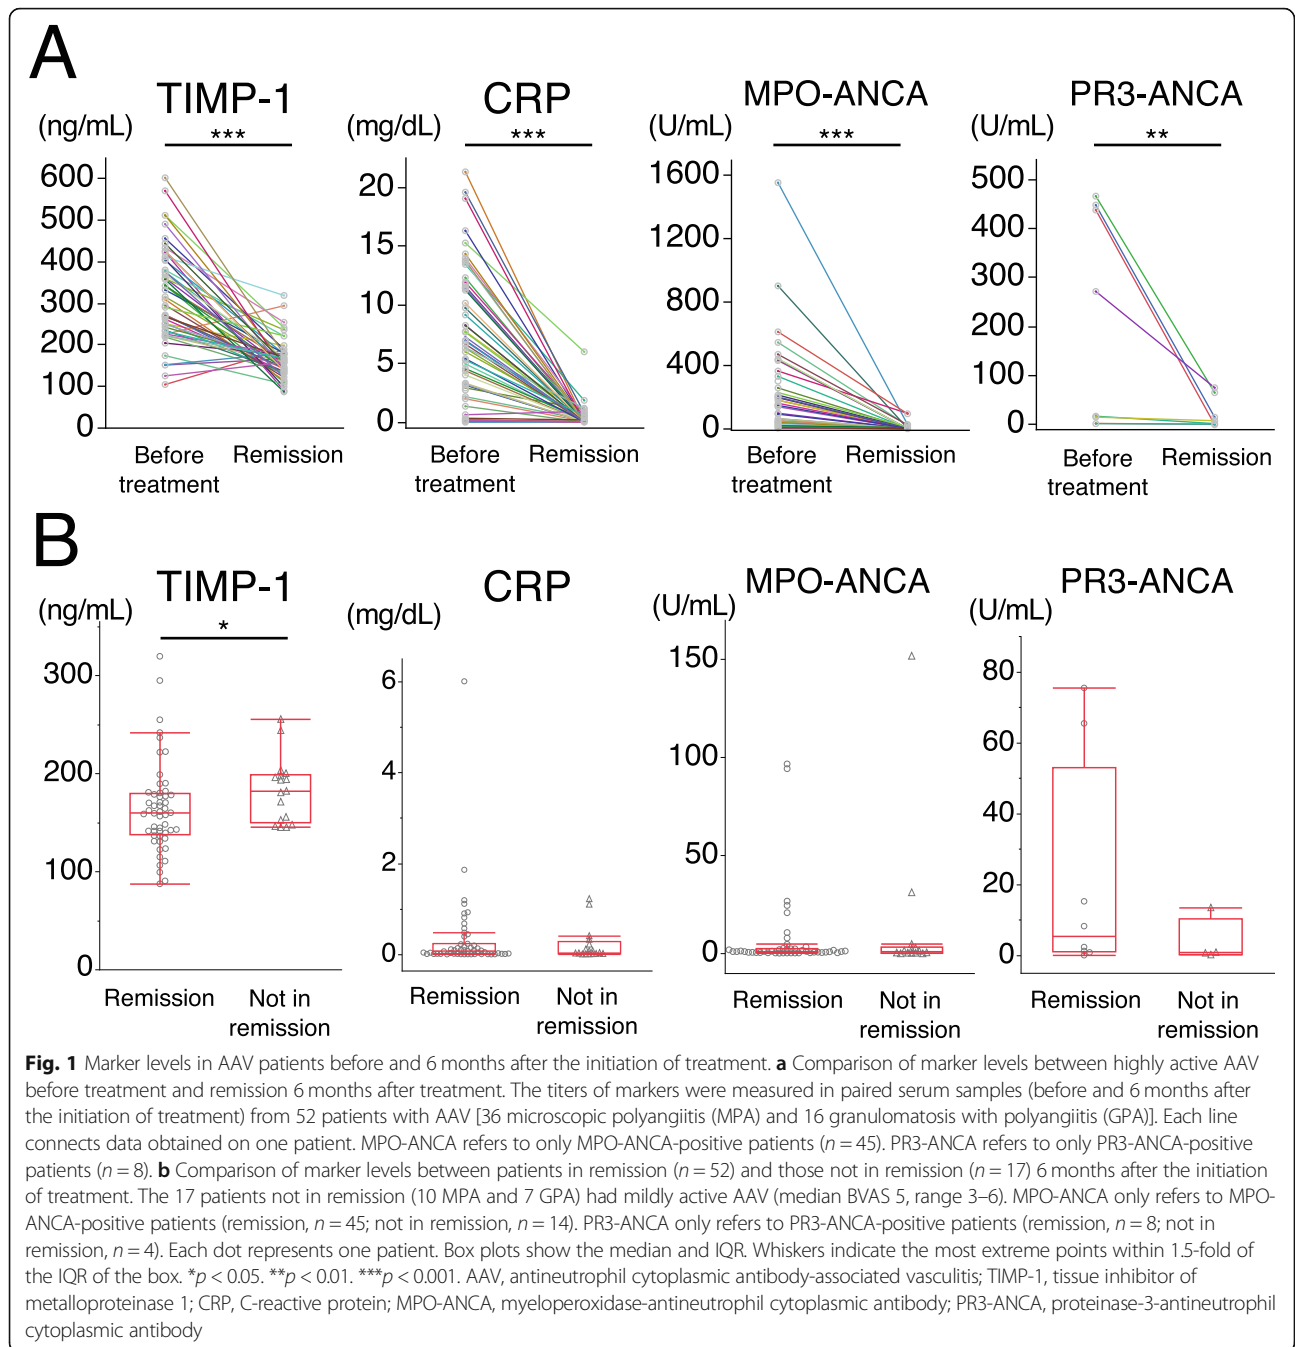 A
TIMP-1 CRP MPO-ANCA PR3-ANCA
(ng/mL) (mg/dL) (U/mL) (U/mL)
*** *** *** **
600 500 400 300 200 100 0
20 15 10 5 0
1600 1200 800 400 0
500 400 300 200 100 0
Before treatment Remission
Before treatment Remission
Before treatment Remission
Before treatment Remission
B
TIMP-1 CRP MPO-ANCA PR3-ANCA
(ng/mL) (mg/dL) (U/mL) (U/mL)
*
300 200 100 0
6 4 2 0
150 100 50 0
80 60 40 20 0
Remission Not in remission
Remission Not in remission
Remission Not in remission
Remission Not in remission
Fig. 1 Marker levels in AAV patients before and 6 months after the initiation of treatment. a Comparison of marker levels between highly active AAV
before treatment and remission 6 months after treatment. The titers of markers were measured in paired serum samples (before and 6 months after
the initiation of treatment) from 52 patients with AAV [36 microscopic polyangiitis (MPA) and 16 granulomatosis with polyangiitis (GPA)]. Each line
connects data obtained on one patient. MPO-ANCA refers to only MPO-ANCA-positive patients (n = 45). PR3-ANCA refers to only PR3-ANCA-positive
patients (n = 8). b Comparison of marker levels between patients in remission (n = 52) and those not in remission (n = 17) 6 months after the initiation
of treatment. The 17 patients not in remission (10 MPA and 7 GPA) had mildly active AAV (median BVAS 5, range 3–6). MPO-ANCA only refers to MPO-
ANCA-positive patients (remission, n = 45; not in remission, n = 14). PR3-ANCA only refers to PR3-ANCA-positive patients (remission, n = 8; not in
remission, n = 4). Each dot represents one patient. Box plots show the median and IQR. Whiskers indicate the most extreme points within 1.5-fold of
the IQR of the box. *p < 0.05. **p < 0.01. ***p < 0.001. AAV, antineutrophil cytoplasmic antibody-associated vasculitis; TIMP-1, tissue inhibitor of
metalloproteinase 1; CRP, C-reactive protein; MPO-ANCA, myeloperoxidase-antineutrophil cytoplasmic antibody; PR3-ANCA, proteinase-3-antineutrophil
cytoplasmic antibody